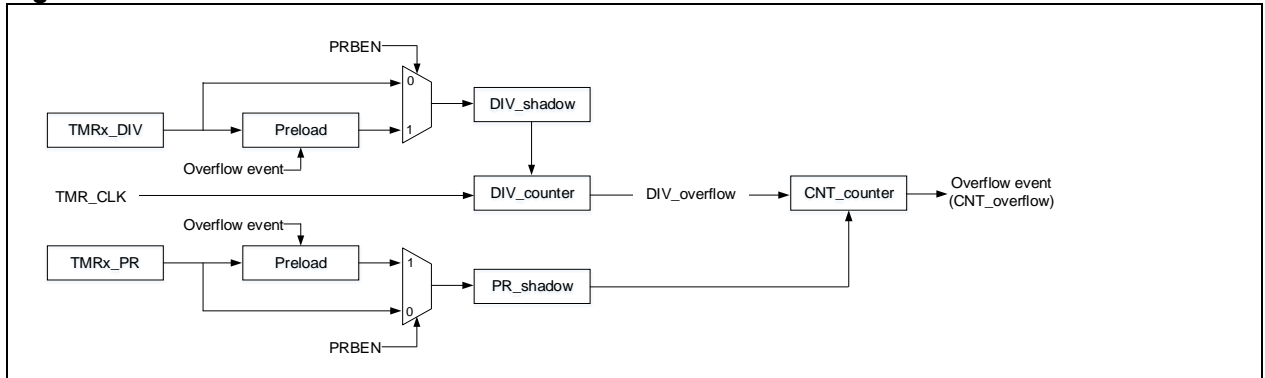 PRBEN
0
DIV_shadow
TMRx_DIV
Preload
1
Overflow event
TMR_CLK
DIV_counter
DIV_overflow
CNT_counter
Overflow event
(CNT_overflow)
Overflow event
TMRx_PR
Preload
1
PR_shadow
0
PRBEN